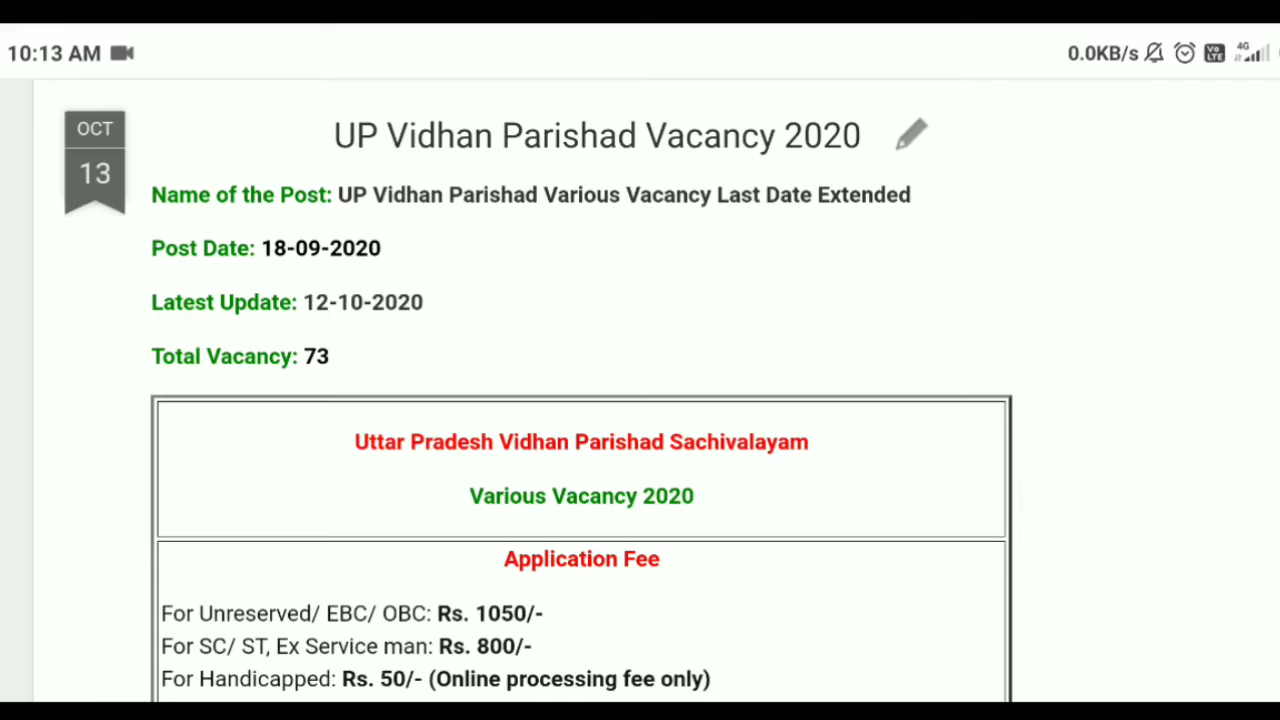 10:13 AM
0.0KB/s
Vo LTE
4G
OCT
13
UP Vidhan Parishad Vacancy 2020
Name of the Post: UP Vidhan Parishad Various Vacancy Last Date Extended
Post Date: 18-09-2020
Latest Update: 12-10-2020
Total Vacancy: 73
Uttar Pradesh Vidhan Parishad Sachivalayam
Various Vacancy 2020
Application Fee
For Unreserved/ EBC/ OBC: Rs. 1050/-
For SC/ ST, Ex Service man: Rs. 800/-
For Handicapped: Rs. 50/- (Online processing fee only)